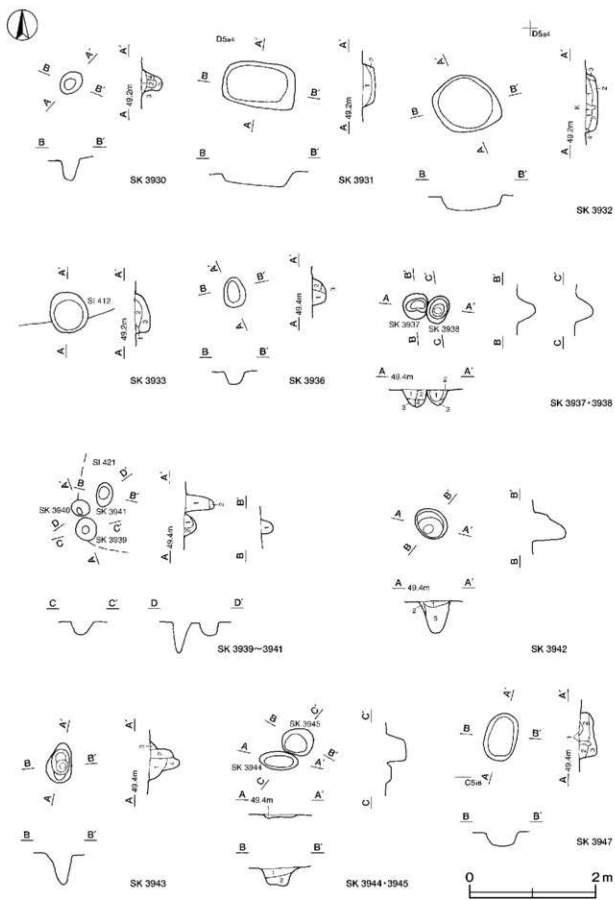 D5a4
D5a4
A'
B
B'
A
A'
A 49.2m
B B'
SK 3930
A'
B
B'
A
A'
A 49.2m
B B'
SK 3931
A'
B
B'
A
K
A 49.2m
B B'
SK 3932
A'
SI 412
A
A'
A 49.2m
SK 3933
A'
B
B'
A
A'
A 49.4m
B B'
SK 3936
B' C'
A
A'
SK 3937 SK 3938
B C
B' C'
B C
A 49.4m A'
SK 3937・3938
SI 421
A' B D'
SK 3940 SK 3941
B'
D
C
C'
SK 3939
A
A'
A 49.4m
B'
B
C C' D D'
SK 3939～3941
B'
A
A'
B
B'
B
A 49.4m A'
SK 3942
A'
B
B'
A
A'
A 49.4m
B B'
SK 3943
C'
B
SK 3945
A
B'
SK 3944
A'
C
C'
C
A 49.4m A'
B B'
SK 3944・3945
A'
B
B'
A
C5i8
A'
A 49.4m
B B'
SK 3947
0 2 m